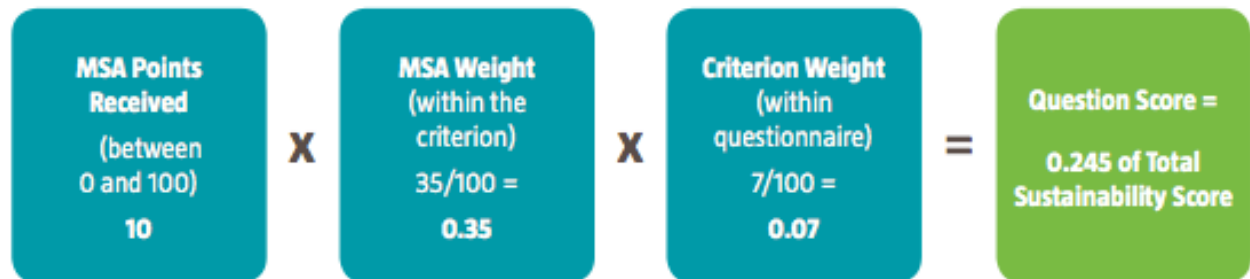 MSA Points
Received
(between
0 and 100)
10
X
MSA Weight
(within the
criterion)
35/100 =
0.35
X
Criterion Weight
(within
questionnaire)
7/100 =
0.07
=
Question Score =
0.245 of Total
Sustainability Score